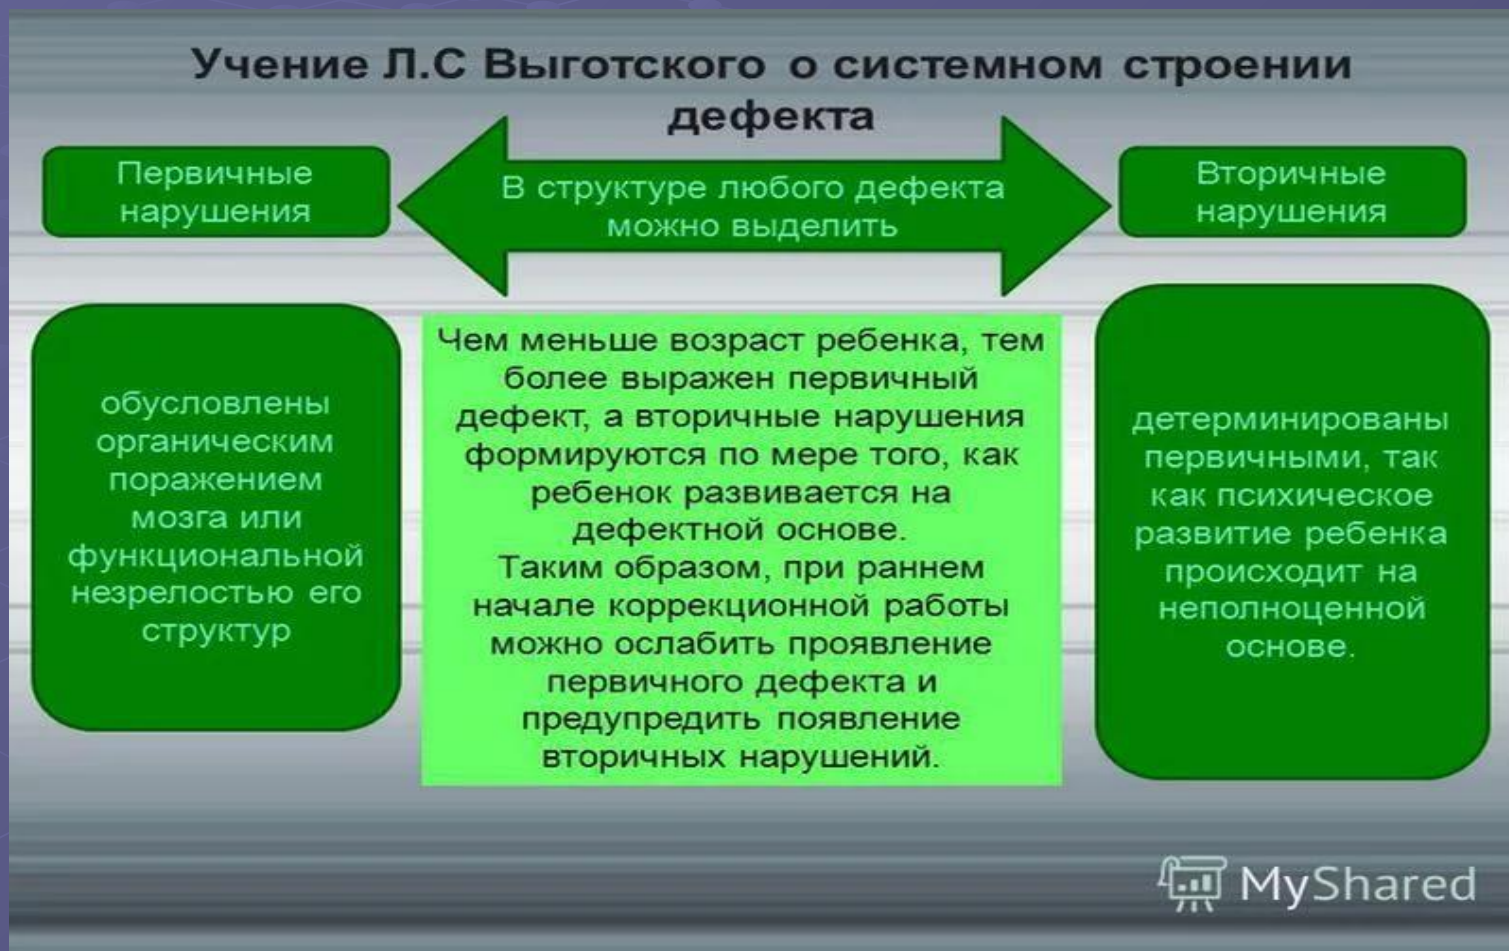 Учение Л.С Выготского о системном строении
дефекта
Первичные
нарушения
В структуре любого дефекта
можно выделить
Вторичные
нарушения
обусловлены
органическим
поражением
мозга или
функциональной
незрелостью его
структур
Чем меньше возраст ребенка, тем
более выражен первичный
дефект, а вторичные нарушения
формируются по мере того, как
ребенок развивается на
дефектной основе.
Таким образом, при раннем
начале коррекционной работы
можно ослабить проявление
первичного дефекта и
предупредить появление
вторичных нарушений.
детерминированы
первичными, так
как психическое
развитие ребенка
происходит на
неполноценной
основе.
MyShared